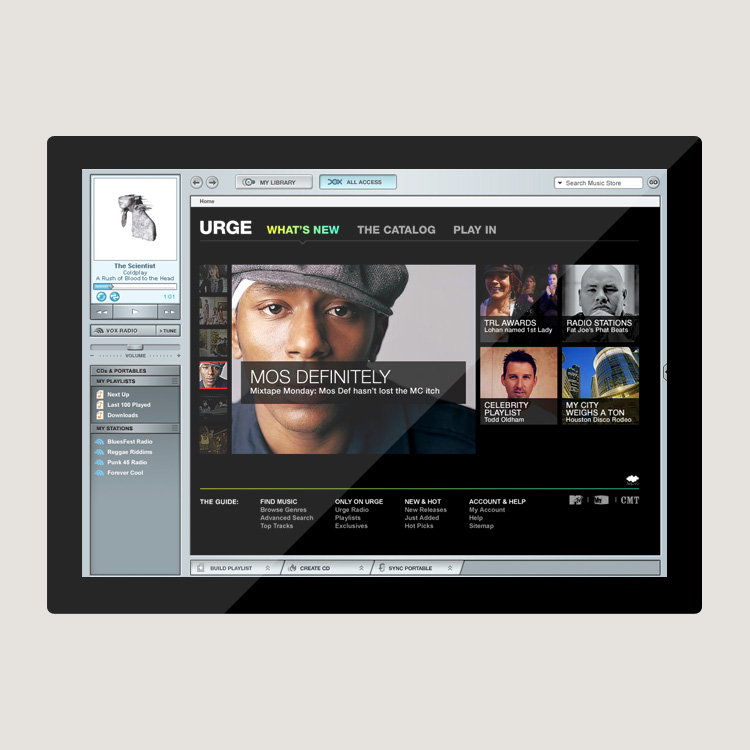 MY LIBRARY
ALL ACCESS
Search Music Store
GO
Home
The Scientist
Coldplay
A Rush of Blood to the Head
1:01
VOX RADIO
+ TUNE
- VOLUME +
CDs & PORTABLES
MY PLAYLISTS
Next Up
Last 100 Played
Downloads
MY STATIONS
BluesFest Radio
Reggae Riddims
Punk 45 Radio
Forever Cool
URGE
WHAT'S NEW
THE CATALOG
PLAY IN
MOS DEFINITELY
Mixtape Monday: Mos Def hasn't lost the MC itch
TRL AWARDS
Lohan named 1st Lady
RADIO STATIONS
Fat Joe's Phat Beats
CELEBRITY
PLAYLIST
Todd Oldham
MY CITY
WEIGHS A TON
Houston Disco Rodeo
THE GUIDE:
FIND MUSIC
Browse Genres
Advanced Search
Top Tracks
ONLY ON URGE
Urge Radio
Playlists
Exclusives
NEW & HOT
New Releases
Just Added
Hot Picks
ACCOUNT & HELP
My Account
Help
Sitemap
CMT
BUILD PLAYLIST
CREATE CD
SYNC PORTABLE